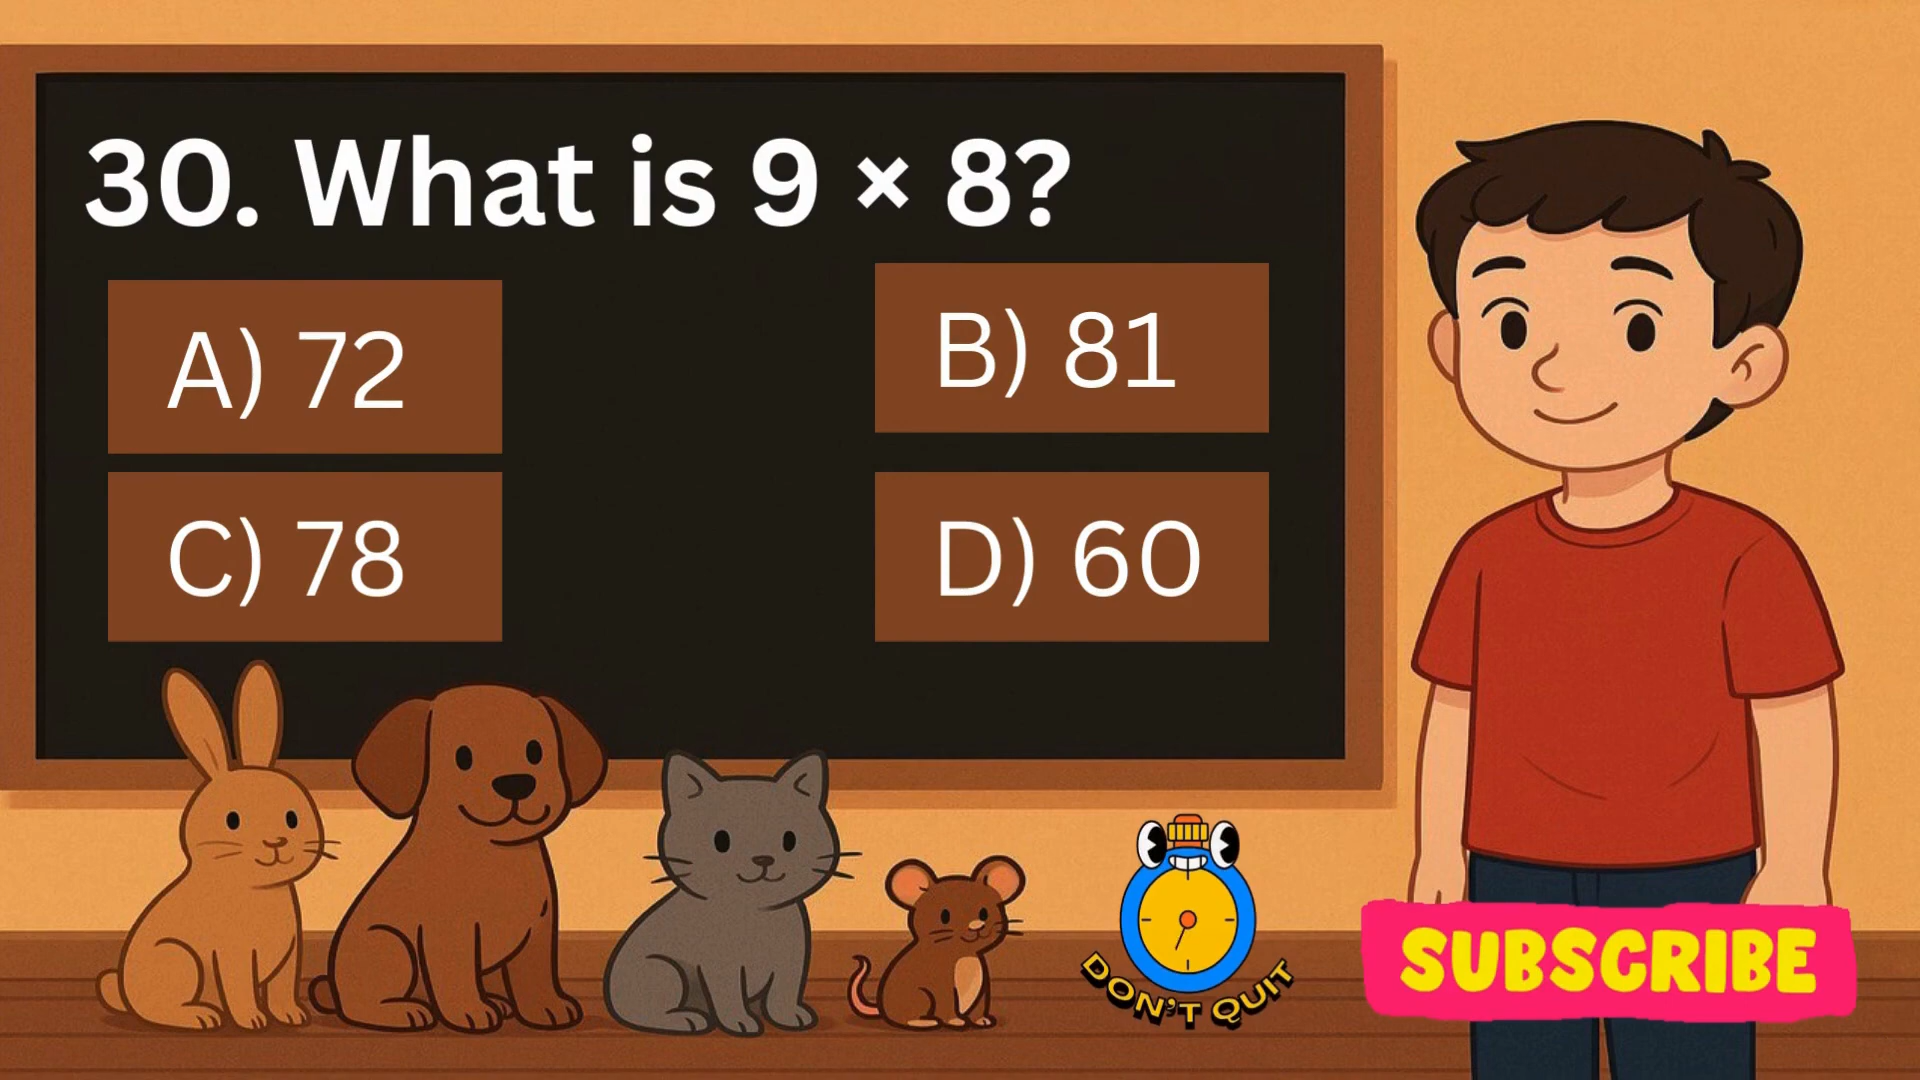 30. What is 9 × 8?
A) 72
B) 81
C) 78
D) 60
DON'T QUIT
SUBSCRIBE